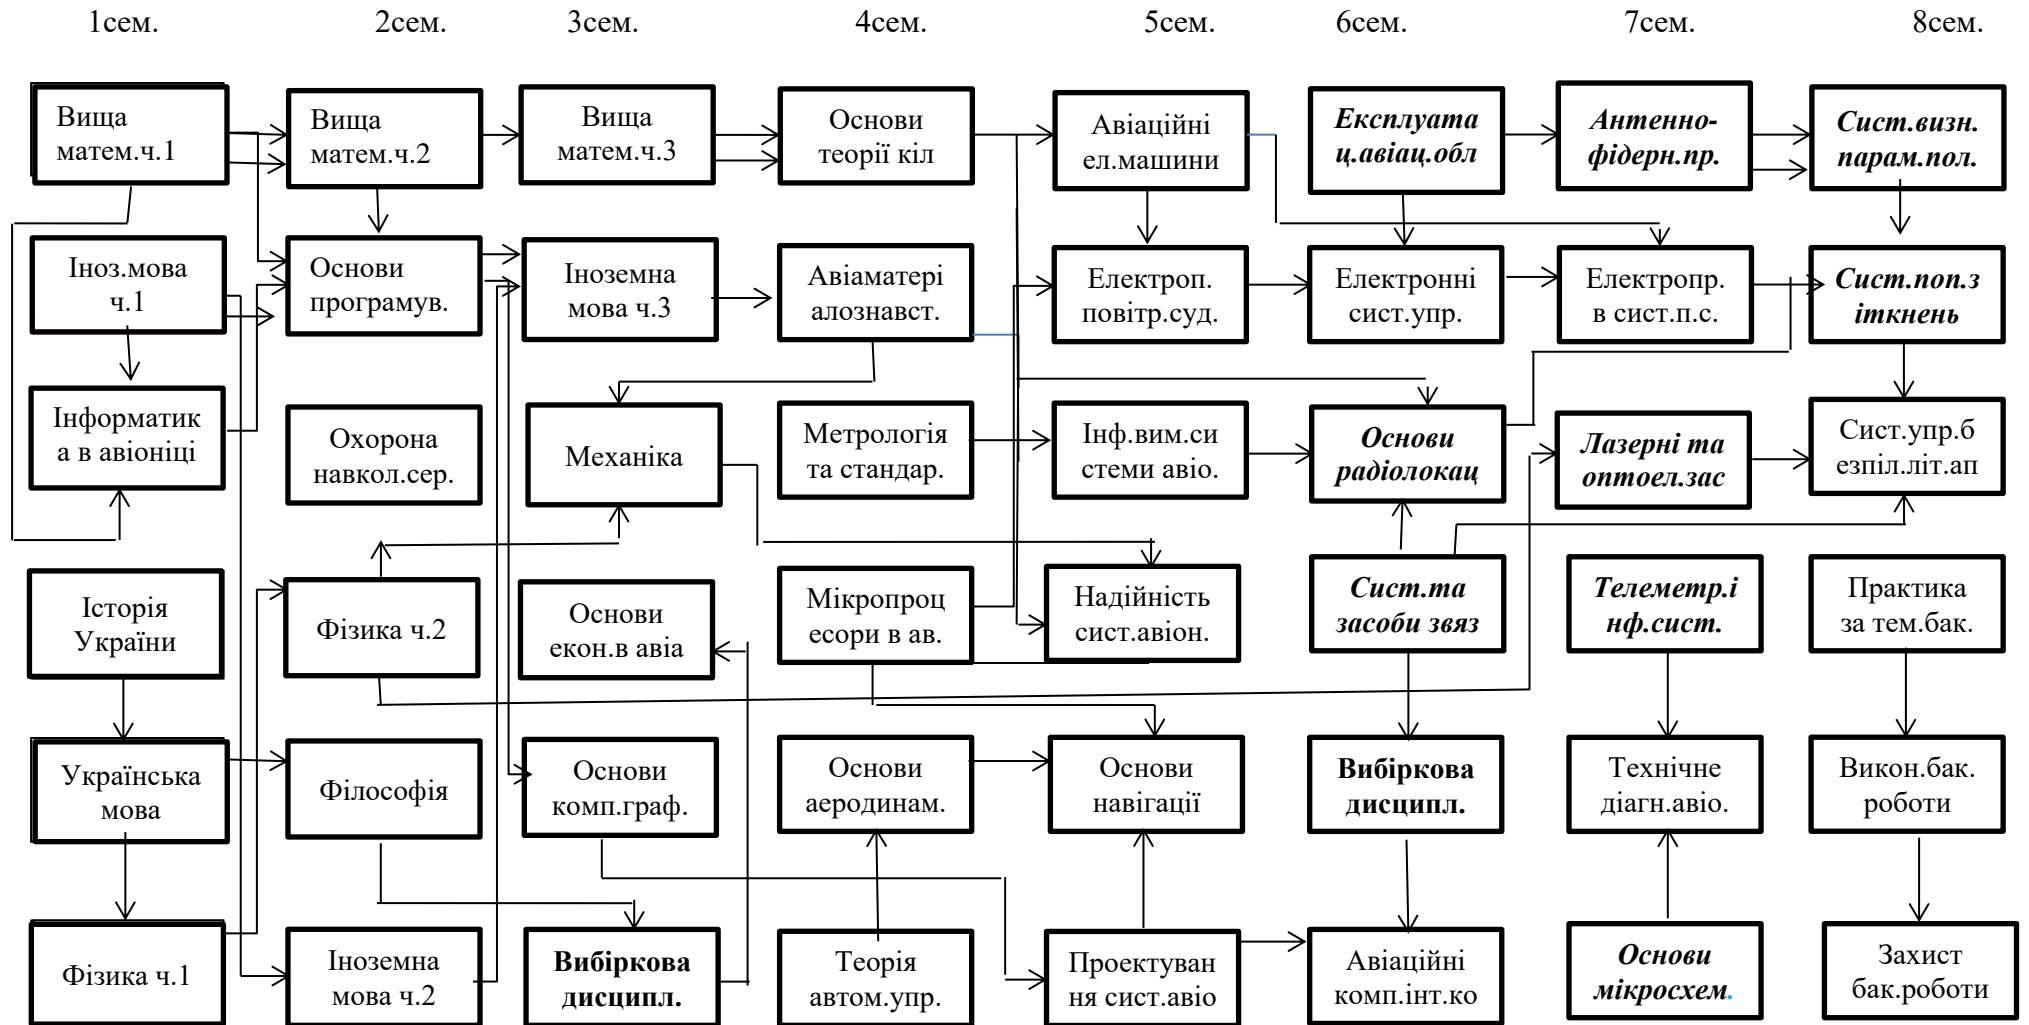 1сем. 2сем. 3сем. 4сем. 5сем. 6сем. 7сем. 8сем.
Вища
матем.ч.1
Вища
матем.ч.2
Вища
матем.ч.3
Основи
теорії кіл
Авіаційні
ел.машини
Експлуата
ц.авіац.обл
Антенно-
фідерн.пр.
Сист.визн.
парам.пол.
Іноз.мова
ч.1
Основи
програмув.
Іноземна
мова ч.3
Авіаматері
алознавст.
Електроп.
повітр.суд.
Електронні
сист.упр.
Електропр.
в сист.п.с.
Сист.поп.з
іткнень
Інформатик
а в авіоніці
Охорона
навкол.сер.
Механіка
Метрологія
та стандар.
Інф.вим.си
стеми авіо.
Основи
радіолокац
Лазерні та
оптоел.зас
Сист.упр.б
езпіл.літ.ап
Історія
України
Фізика ч.2
Основи
екон.в авіа
Мікропроц
есори в ав.
Надійність
сист.авіон.
Сист.та
засоби звяз
Телеметр.і
нф.сист.
Практика
за тем.бак.
Українська
мова
Філософія
Основи
комп.граф.
Основи
аеродинам.
Основи
навігації
Вибіркова
дисципл.
Технічне
діагн.авіо.
Викон.бак.
роботи
Фізика ч.1
Іноземна
мова ч.2
Вибіркова
дисципл.
Теорія
автом.упр.
Проектуван
ня сист.авіо
Авіаційні
комп.інт.ко
Основи
мікросхем.
Захист
бак.роботи